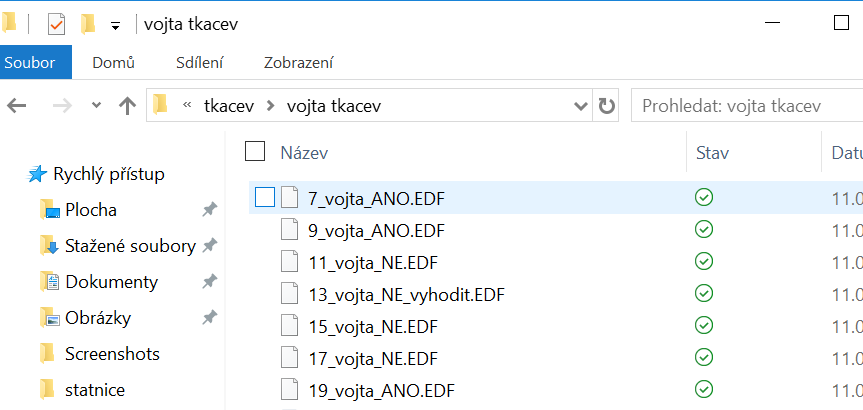 vojta tkacev
Soubor Domů Sdílení Zobrazení
« tkacev > vojta tkacev Prohledat: vojta tkacev
Název Stav Datu
Rychlý přístup
Plocha
Stažené soubory
Dokumenty
Obrázky
Screenshots
statnice
7_vojta_ANO.EDF 11.0
9_vojta_ANO.EDF 11.0
11_vojta_NE.EDF 11.0
13_vojta_NE_vyhodit.EDF 11.0
15_vojta_NE.EDF 11.0
17_vojta_NE.EDF 11.0
19_vojta_ANO.EDF 11.0